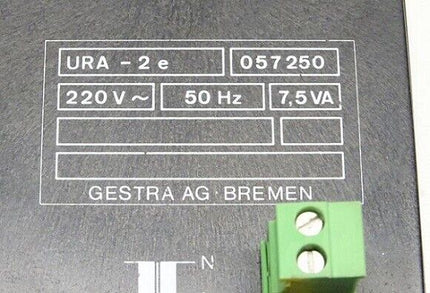 URA - 2 e 057250
220 V ~ 50 Hz 7,5 VA
GESTRA AG · BREMEN
N